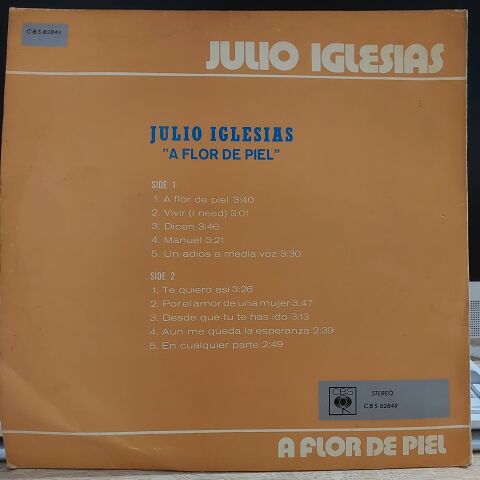 CBS 82849
JULIO IGLESIAS
JULIO IGLESIAS
"A FLOR DE PIEL"
SIDE 1
1. A flor de piel 3:40
2. Vivir (I need) 3:01
3. Dicen 3:46
4. Manuel 3:21
5. Un adios a media voz 3:30
SIDE 2
1. Te quiero asi 3:26
2. Por el amor de una mujer 3:47
3. Desde que tu te has ido 3:13
4. Aun me queda la esperanza 2:39
5. En cualquier parte 2:49
CBS
STEREO
CBS 82849
A FLOR DE PIEL